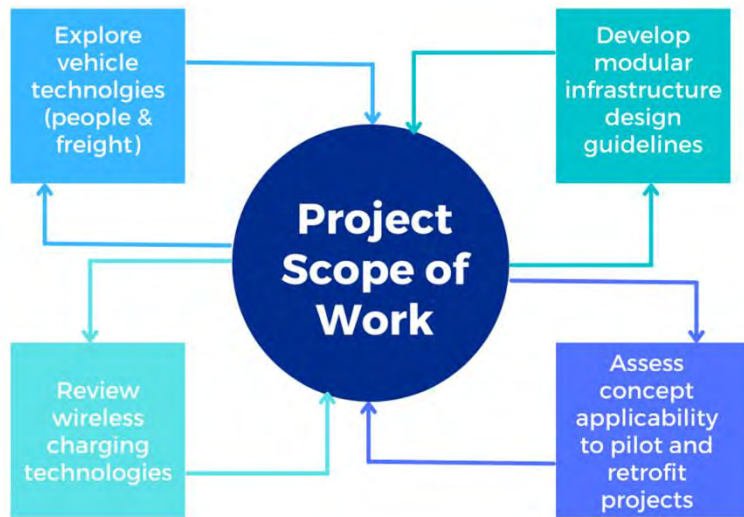 Explore
vehicle
technolgies
(people &
freight)
Develop
modular
infrastructure
design
guidelines
Project
Scope of
Work
Review
wireless
charging
technologies
Assess
concept
applicability
to pilot and
retrofit
projects